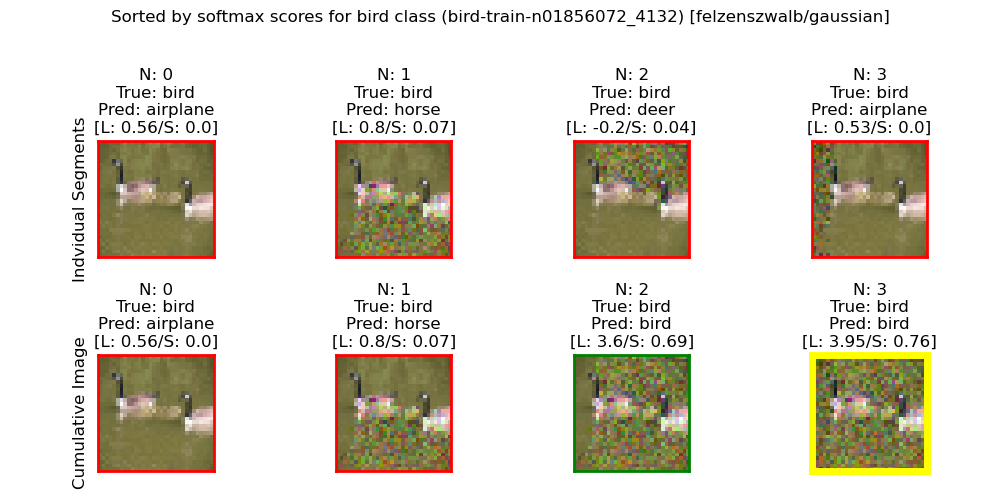 Sorted by softmax scores for bird class (bird-train-n01856072_4132) [felzenszwalb/gaussian]
Indvidual Segments
N: 0
True: bird
Pred: airplane
[L: 0.56/S: 0.0]
N: 1
True: bird
Pred: horse
[L: 0.8/S: 0.07]
N: 2
True: bird
Pred: deer
[L: -0.2/S: 0.04]
N: 3
True: bird
Pred: airplane
[L: 0.53/S: 0.0]
Cumulative Image
N: 0
True: bird
Pred: airplane
[L: 0.56/S: 0.0]
N: 1
True: bird
Pred: horse
[L: 0.8/S: 0.07]
N: 2
True: bird
Pred: bird
[L: 3.6/S: 0.69]
N: 3
True: bird
Pred: bird
[L: 3.95/S: 0.76]